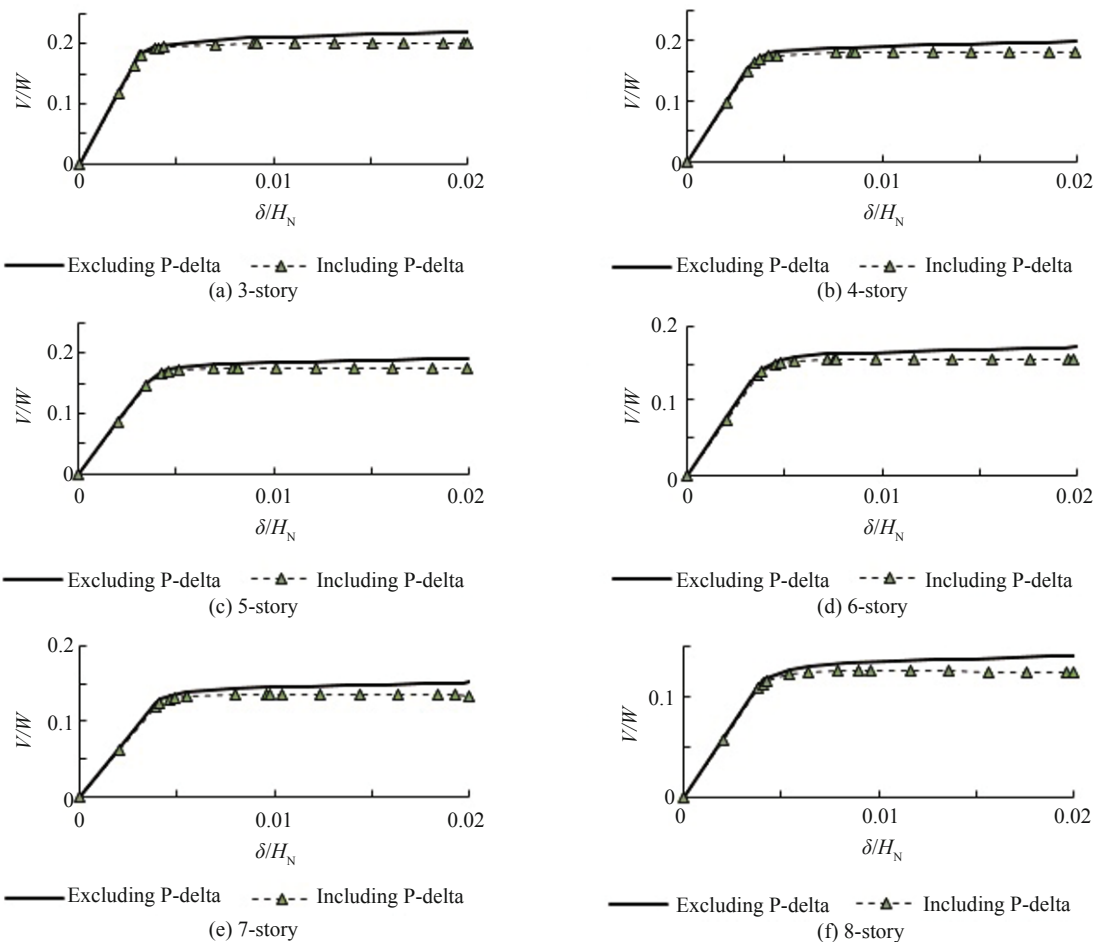 0.2
0.1
0
V/W
0 0.01 0.02
δ/H_N
Excluding P-delta Including P-delta
(a) 3-story
0.2
0.1
0
V/W
0 0.01 0.02
δ/H_N
Excluding P-delta Including P-delta
(b) 4-story
0.2
0.1
0
V/W
0 0.01 0.02
δ/H_N
Excluding P-delta Including P-delta
(c) 5-story
0.2
0.1
0
V/W
0 0.01 0.02
δ/H_N
Excluding P-delta Including P-delta
(d) 6-story
0.2
0.1
0
V/W
0 0.01 0.02
δ/H_N
Excluding P-delta Including P-delta
(e) 7-story
0.1
0
V/W
0 0.01 0.02
δ/H_N
Excluding P-delta Including P-delta
(f) 8-story